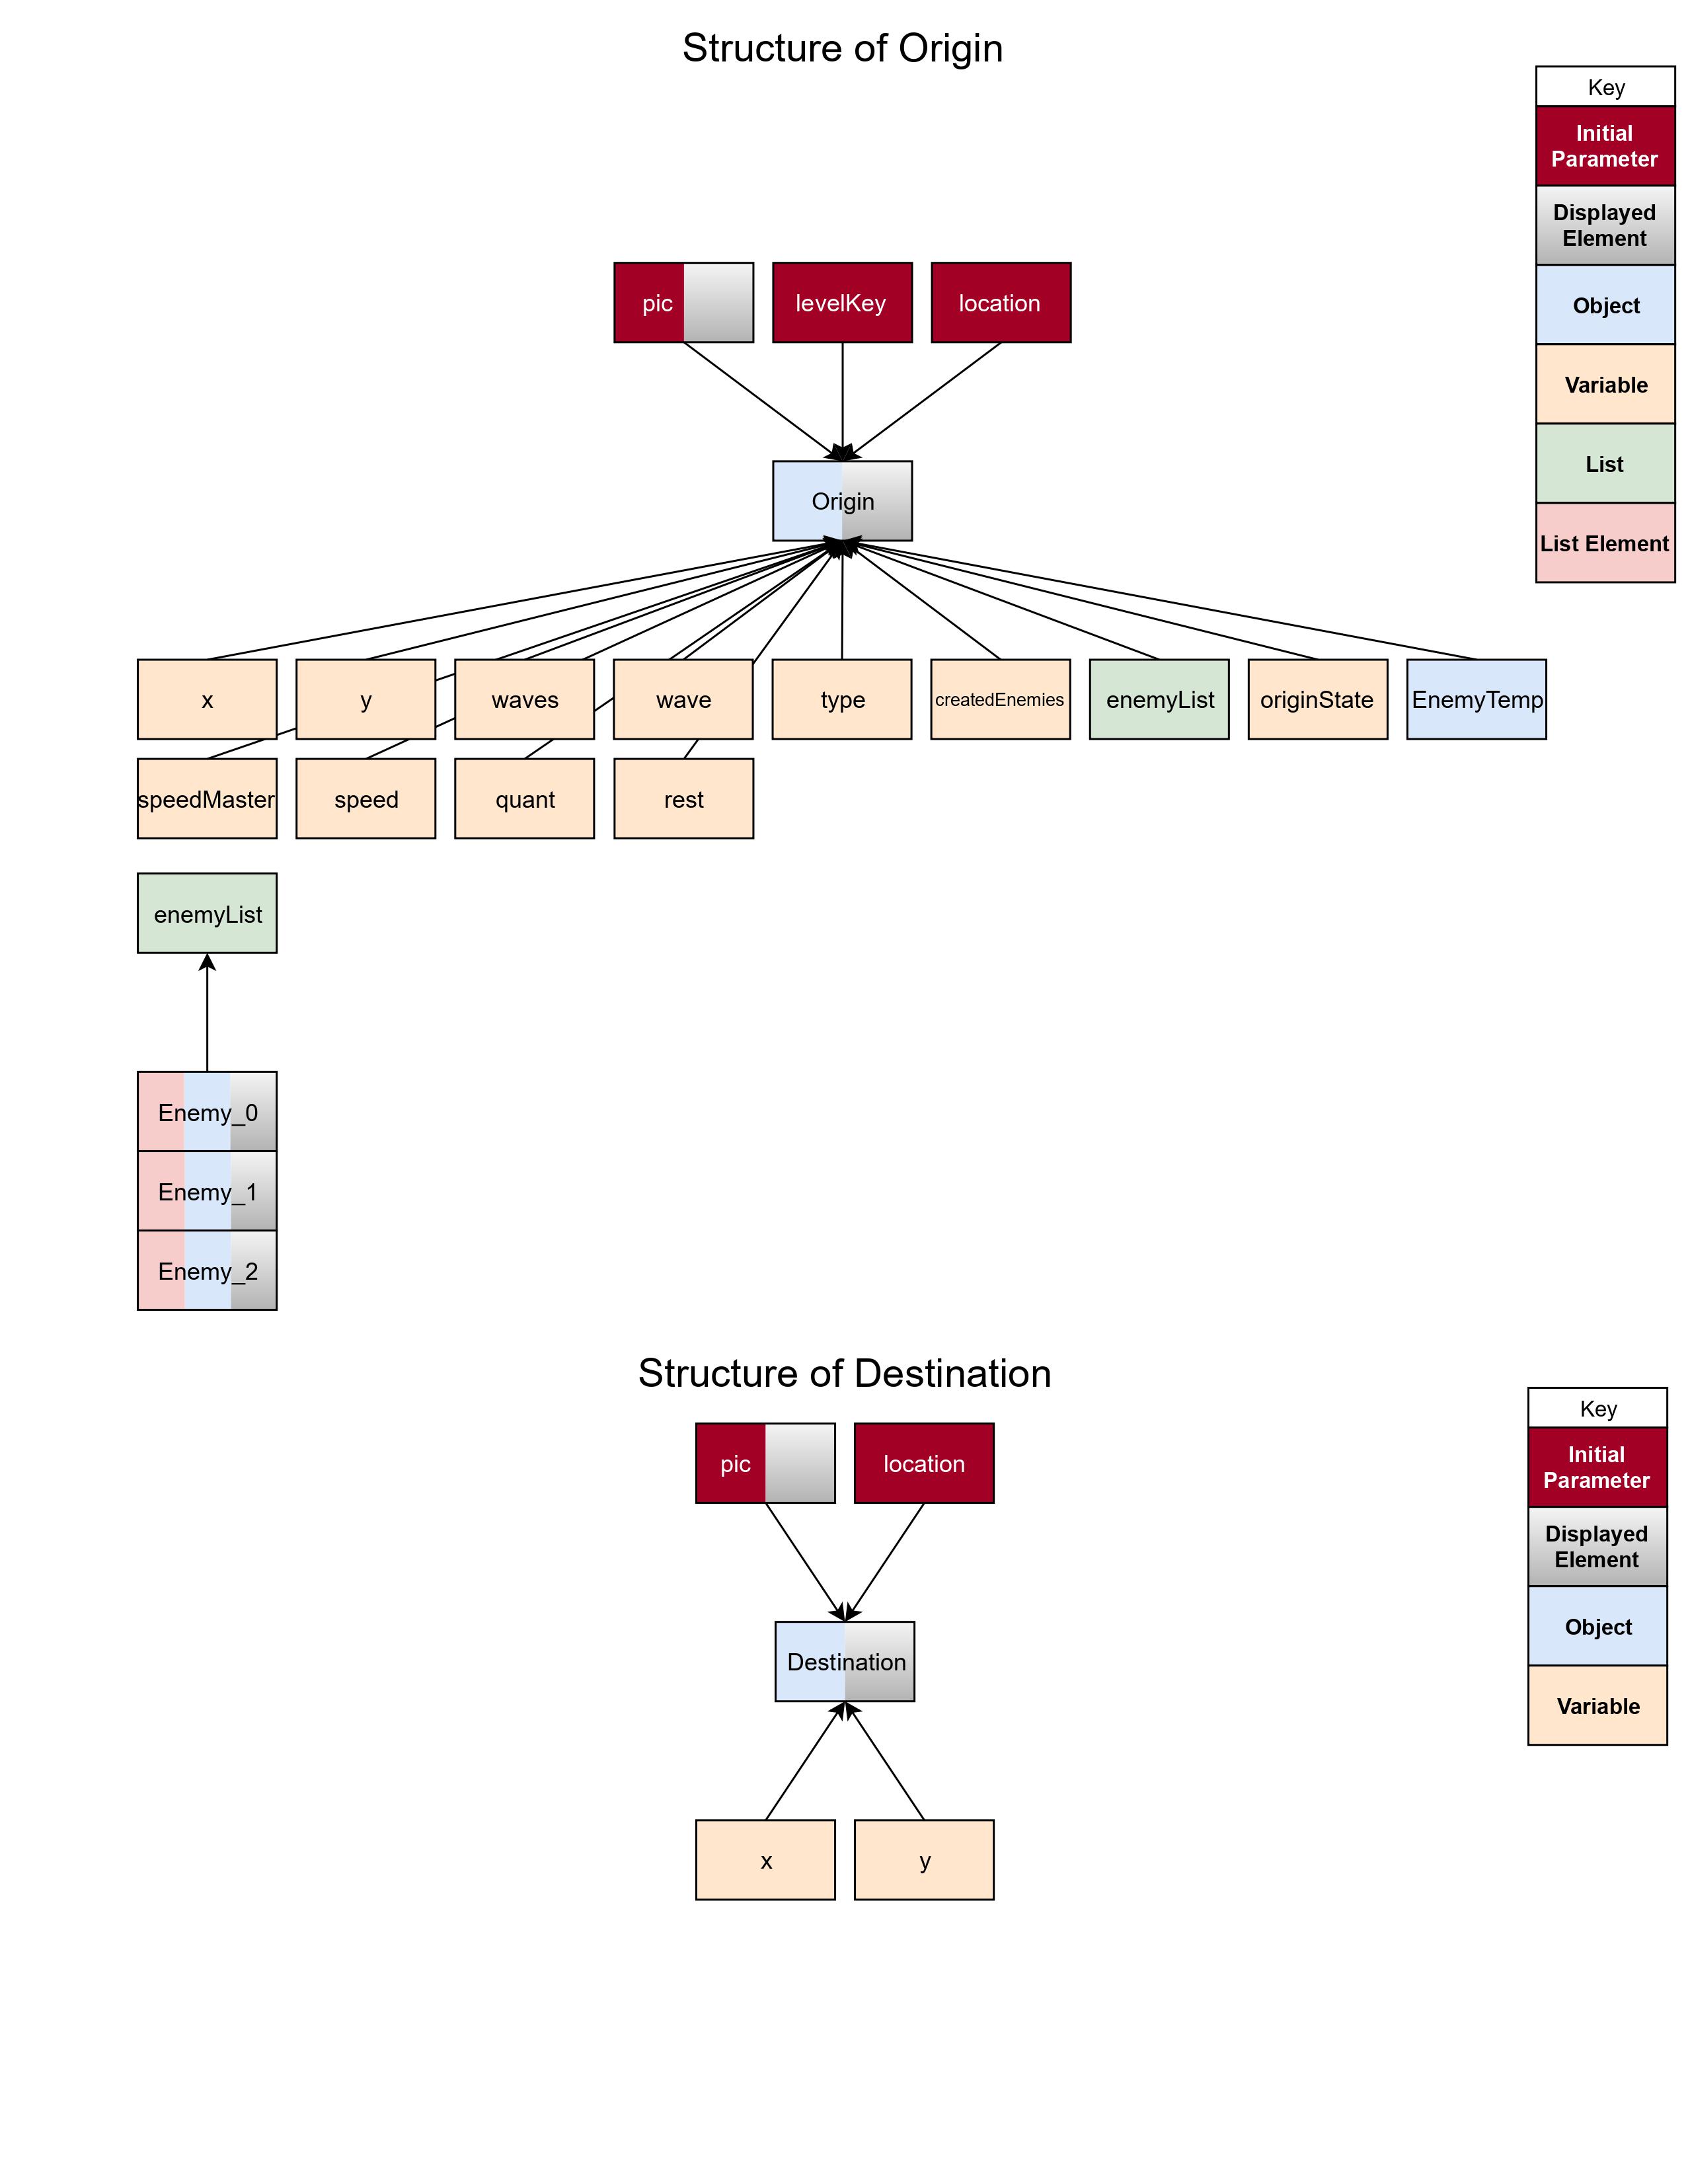 Structure of Origin
Key
Initial
Parameter
Displayed
Element
Object
Variable
List
List Element
pic
levelKey
location
Origin
x
y
waves
wave
type
createdEnemies
enemyList
originState
EnemyTemp
speedMaster
speed
quant
rest
enemyList
Enemy_0
Enemy_1
Enemy_2
Structure of Destination
Key
Initial
Parameter
Displayed
Element
Object
Variable
pic
location
Destination
x
y